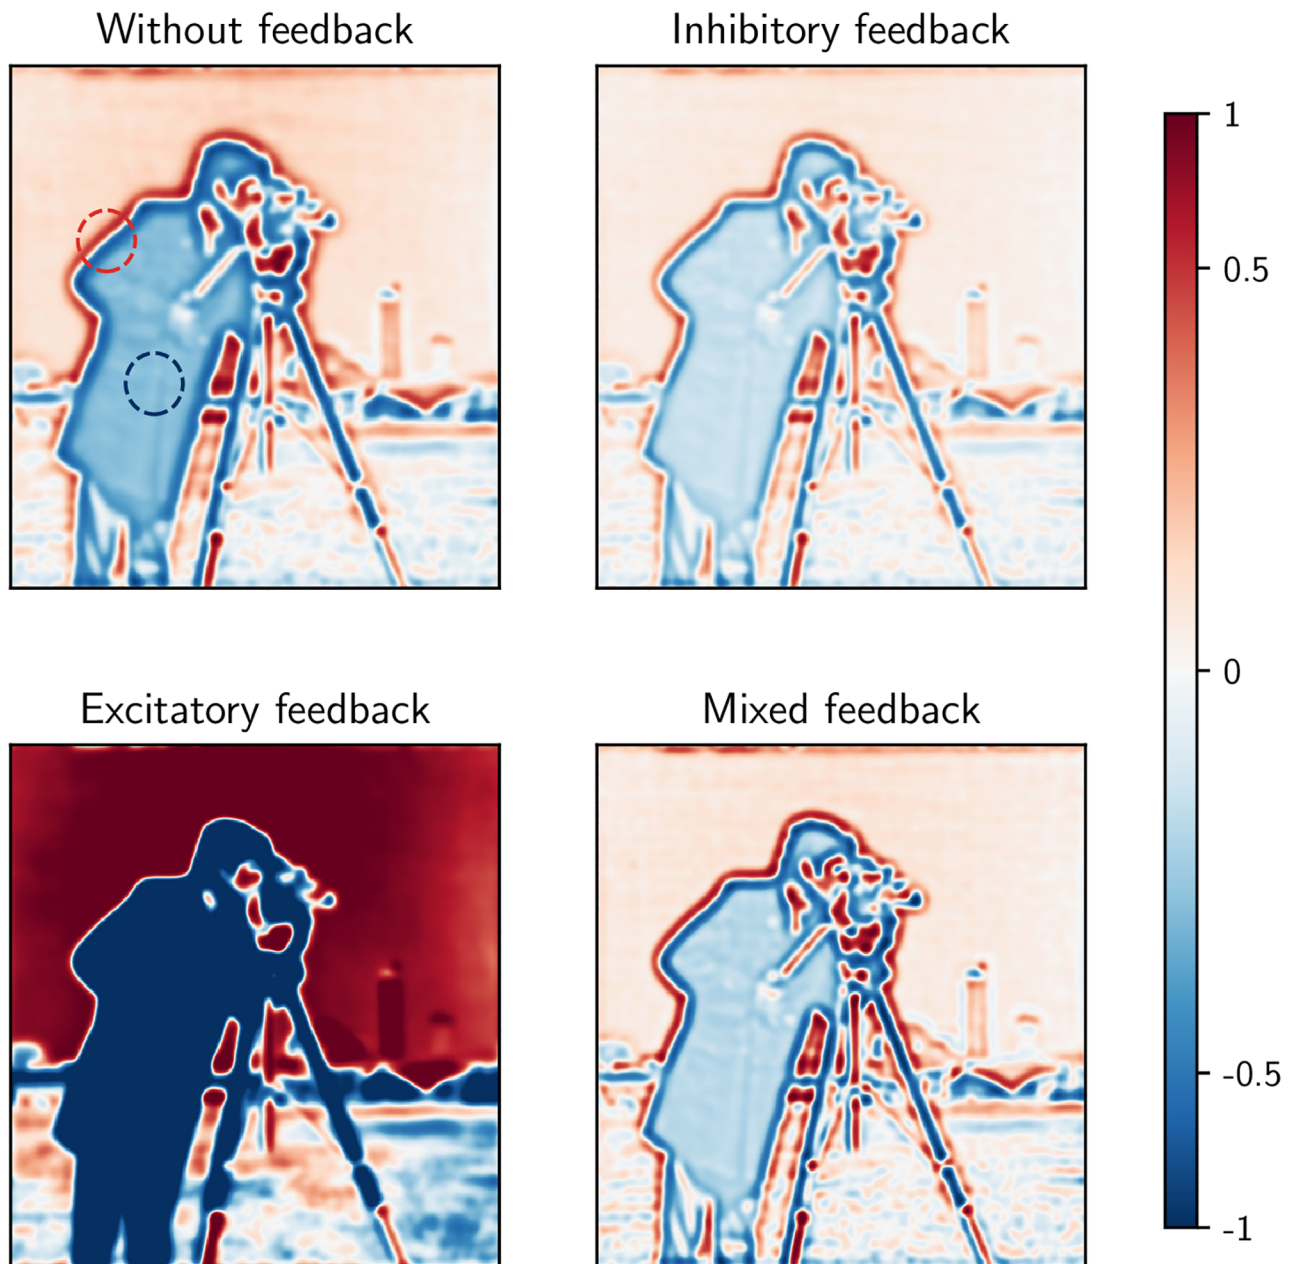 Without feedback
Inhibitory feedback
1
0.5
0
-0.5
-1
Excitatory feedback
Mixed feedback